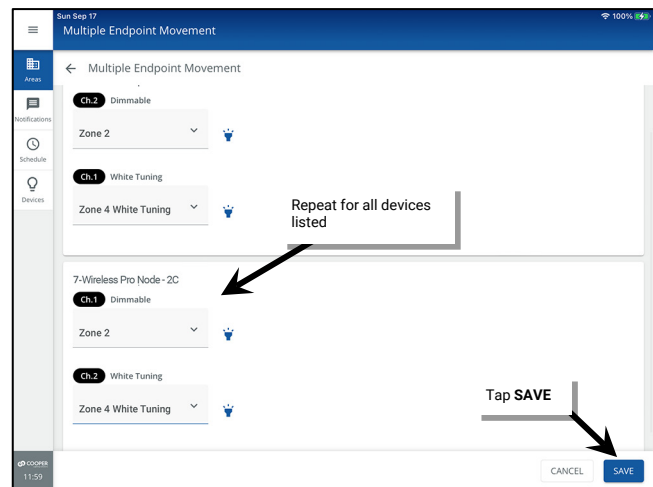 Sun Sep 17
100%
Multiple Endpoint Movement
Areas
Notifications
Schedule
Devices
Multiple Endpoint Movement
Ch.2 Dimmable
Zone 2
Ch.1 White Tuning
Zone 4 White Tuning
Repeat for all devices
listed
7-Wireless Pro Node - 2C
Ch.1 Dimmable
Zone 2
Ch.2 White Tuning
Zone 4 White Tuning
Tap SAVE
COOPER
11:59
CANCEL
SAVE